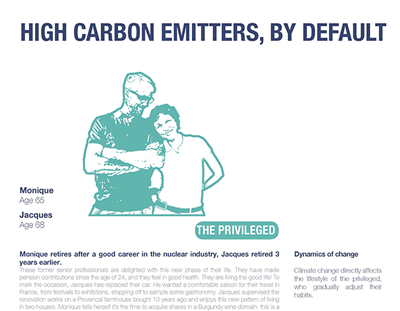 HIGH CARBON EMITTERS, BY DEFAULT
Monique
Age 65
Jacques
Age 68
THE PRIVILEGED
Monique retires after a good career in the nuclear industry, Jacques retired 3
years earlier.
These former senior professionals are delighted with this new phase of their life. They have made
pension contributions since the age of 24, and they feel in good health. They are living the good life! To
mark the occasion, Jacques has replaced their car. He wanted a comfortable saloon for their travel in
France, from festivals to exhibitions, stopping off to sample some gastronomy. Jacques supervised the
renovation works on a Provencal farmhouse bought 10 years ago and enjoys this new pattern of living
in two houses. Monique tells herself it's the time to acquire shares in a Burgundy wine domain: this is a
Dynamics of change
Climate change directly affects
the lifestyle of the privileged,
who gradually adjust their
habits.